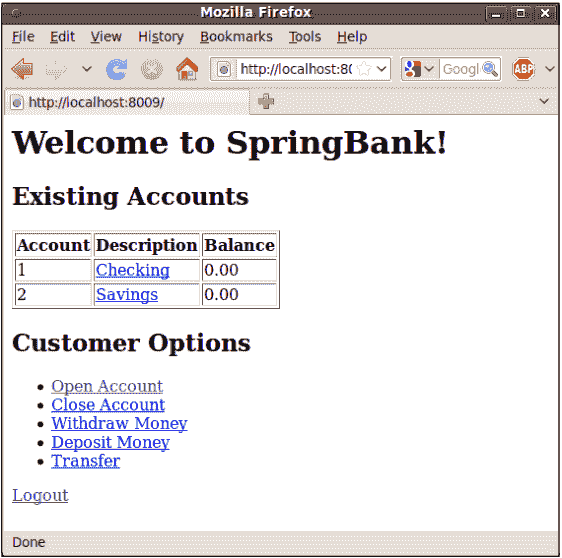 Mozilla Firefox
File Edit View History Bookmarks Tools Help
http://localhost:80 Googl ABP
http://localhost:8009/
Welcome to SpringBank!
Existing Accounts
Account Description Balance
1 Checking 0.00
2 Savings 0.00
Customer Options
Open Account
Close Account
Withdraw Money
Deposit Money
Transfer
Logout
Done